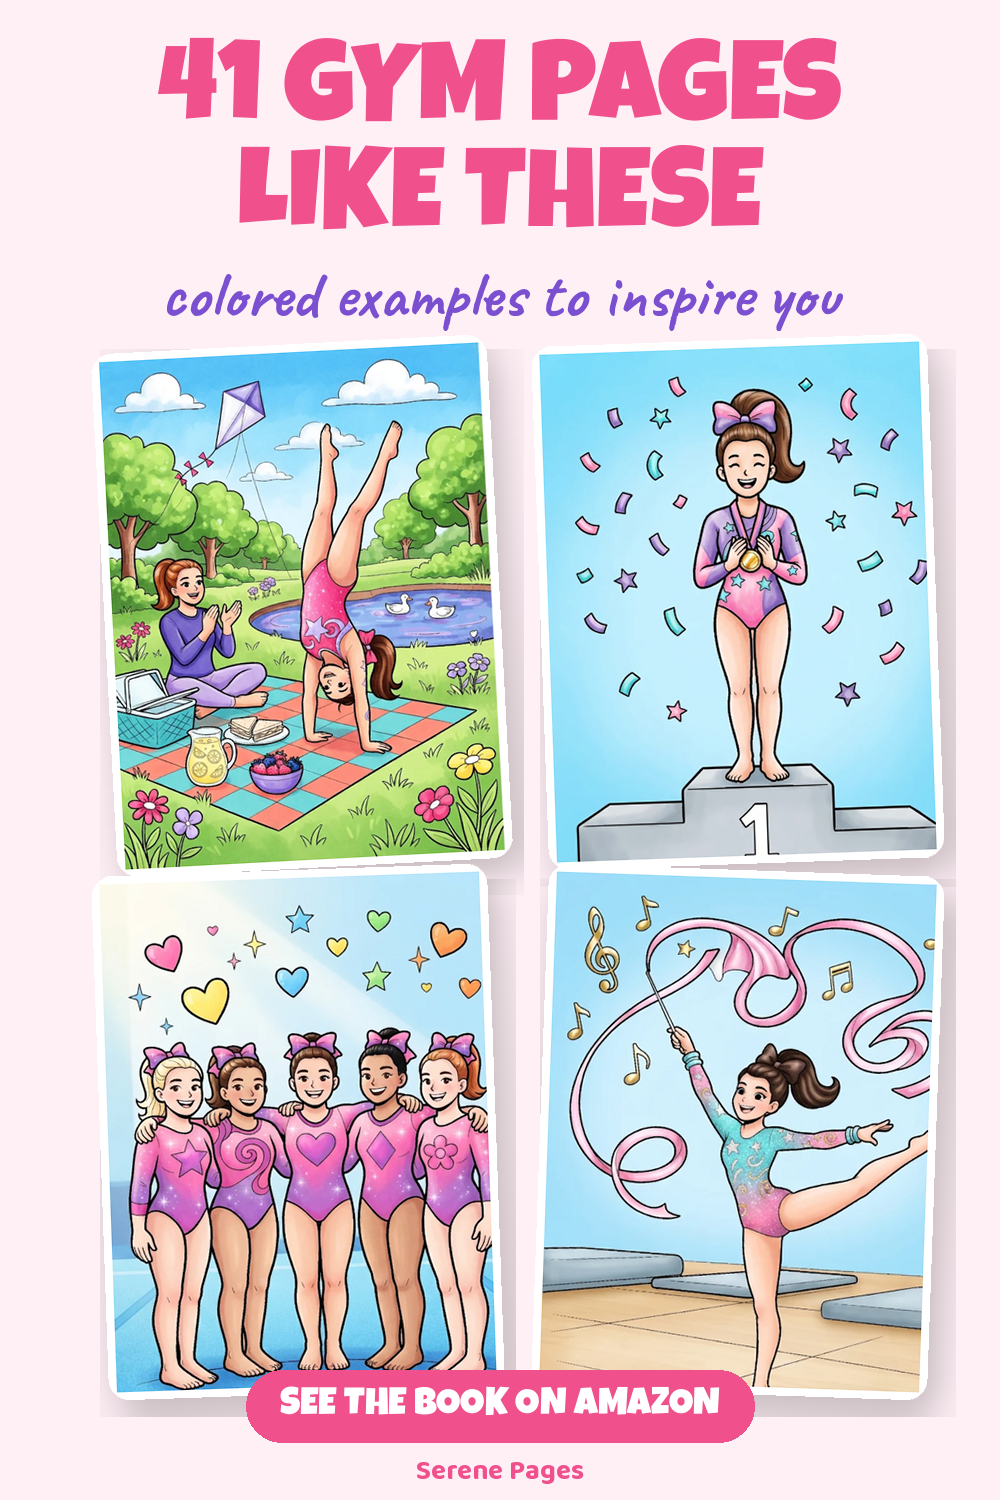 41 GYM PAGES
LIKE THESE
colored examples to inspire you
1
SEE THE BOOK ON AMAZON
Serene Pages